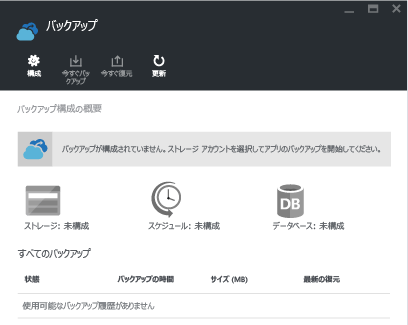 バックアップ
構成
今すぐバッ
クアップ
今すぐ復元
更新
バックアップ構成の概要
バックアップが構成されていません。ストレージ アカウントを選択してアプリのバックアップを開始してください。
DB
ストレージ: 未構成
スケジュール: 未構成
データベース: 未構成
すべてのバックアップ
状態 バックアップの時間 サイズ (MB) 最新の復元
使用可能なバックアップ履歴がありません